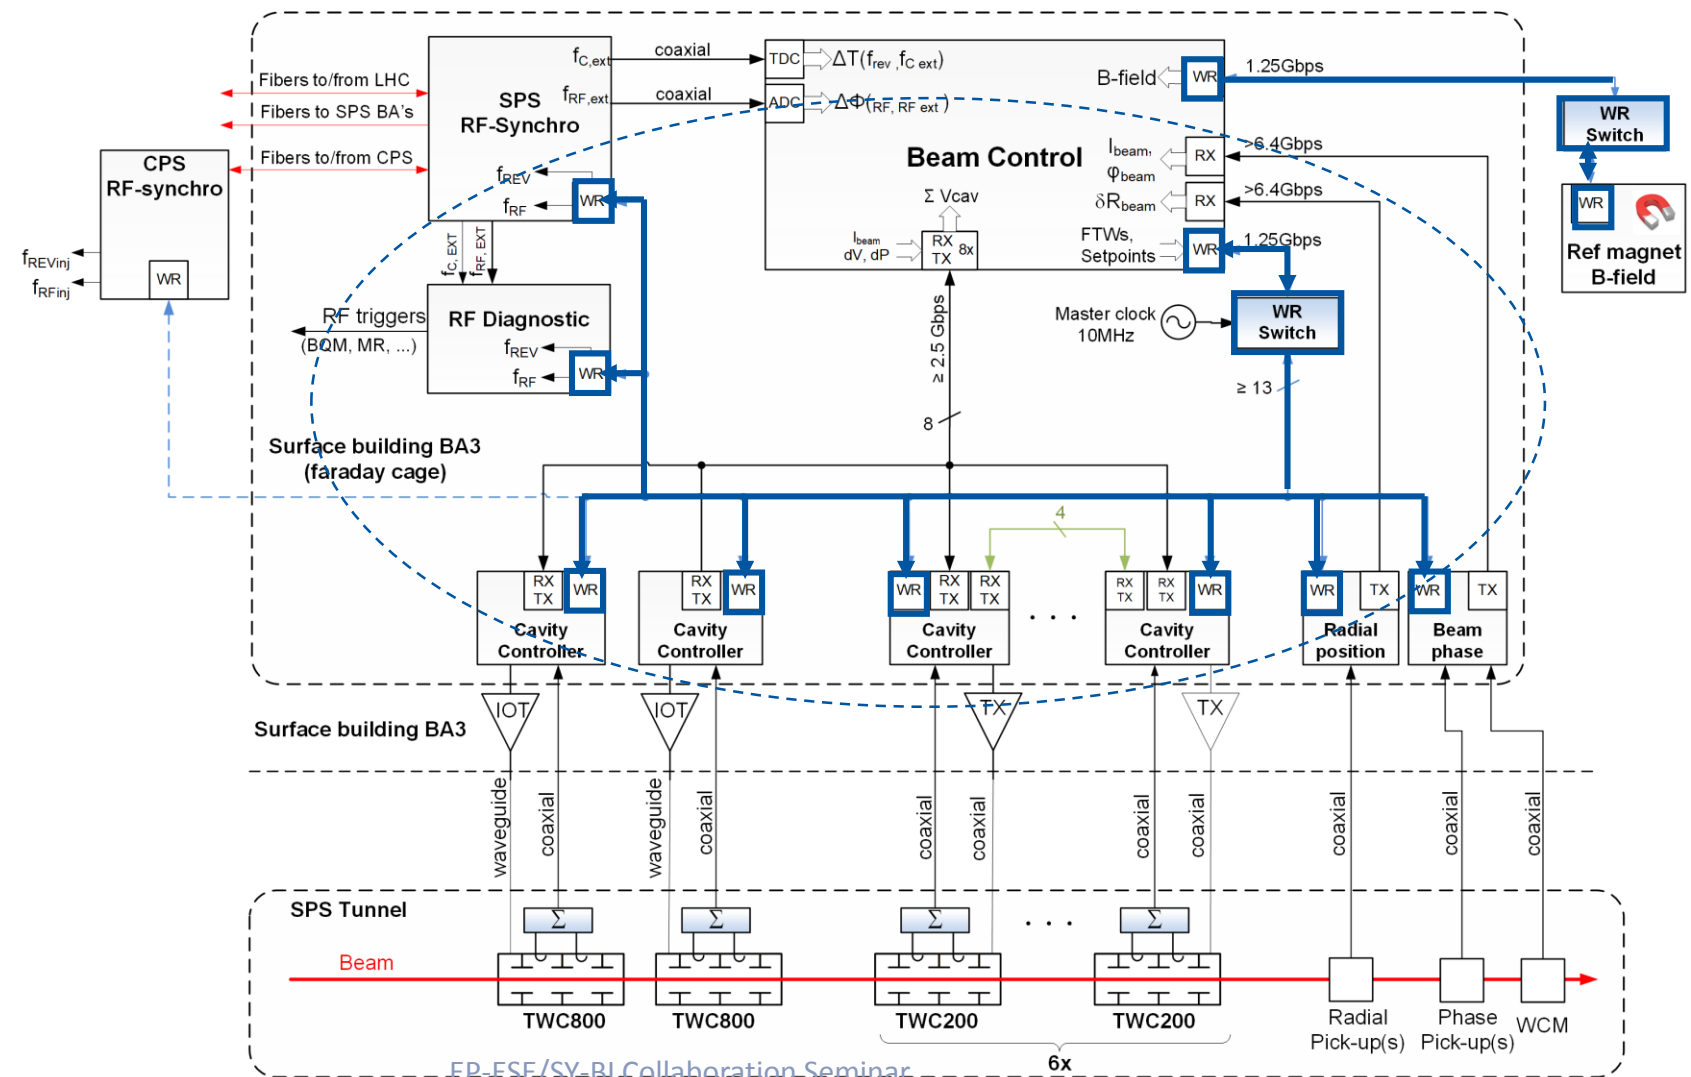 Fibers to/from LHC
Fibers to SPS BA's
Fibers to/from CPS
CPS
RF-synchro
WR
fREVinj
fRFinj
SPS
RF-Synchro
fC,ext
fRF,ext
fREV
fRF
WR
coaxial
coaxial
fC, EXT
fRF, EXT
RF Diagnostic
fREV
fRF
WR
RF triggers
(BQM, MR, ...)
Surface building BA3
(faraday cage)
TDC
ΔT(frev ,fC ext)
ADC
ΔΦ(RF, RF ext )
Beam Control
B-field
WR
1.25Gbps
Ibeam,
φbeam
RX
>6.4Gbps
δRbeam
RX
>6.4Gbps
FTWs,
Setpoints
WR
1.25Gbps
Σ Vcav
Ibeam
dV, dP
RX
TX
8x
≥ 2.5 Gbps
8
Master clock
10MHz
WR
Switch
≥ 13
WR
Switch
WR
Ref magnet
B-field
4
RX
TX
WR
Cavity
Controller
RX
TX
WR
Cavity
Controller
WR
RX
TX
RX
TX
Cavity
Controller
. . .
RX
TX
RX
TX
WR
Cavity
Controller
WR
TX
Radial
position
WR
TX
Beam
phase
IOT
IOT
TX
TX
Surface building BA3
waveguide
coaxial
waveguide
coaxial
coaxial
coaxial
coaxial
coaxial
coaxial
coaxial
coaxial
SPS Tunnel
Σ
Σ
Σ
. . .
Σ
Beam
TWC800
TWC800
TWC200
TWC200
6x
Radial
Pick-up(s)
Phase
Pick-up(s)
WCM
EP-ESE/SY-BI Collaboration Seminar